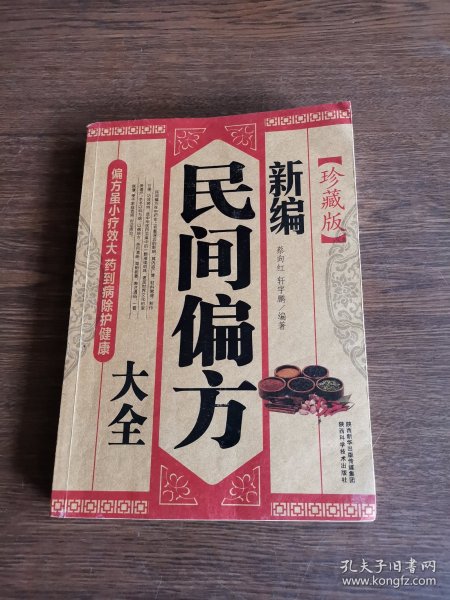 【珍藏版】
新编
蔡向红 轩宇鹏 编著
民间偏方
大全
偏方虽小疗效大 药到病除护健康
陕西新华出版传媒集团
陕西科学技术出版社
孔夫子旧书网
www.kongfz.com